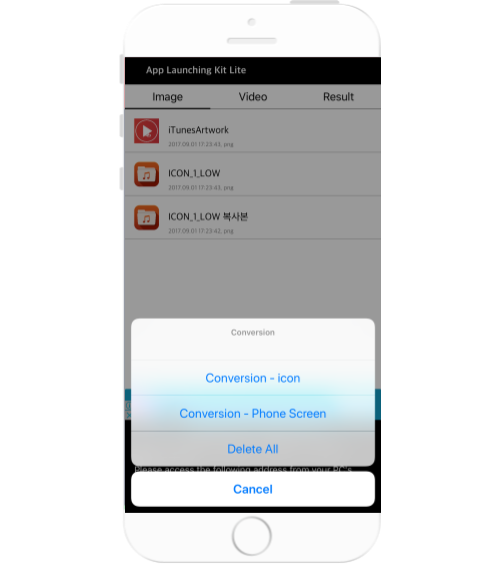 App Launching Kit Lite
Image Video Result
iTunesArtwork
2017.09.01 17:23:43, png
ICON_1_LOW
2017.09.01 17:23:43, png
ICON_1_LOW 복사본
2017.09.01 17:23:42, png
Conversion
Conversion - icon
Conversion - Phone Screen
Delete All
Please access the following address from your PC's
Cancel